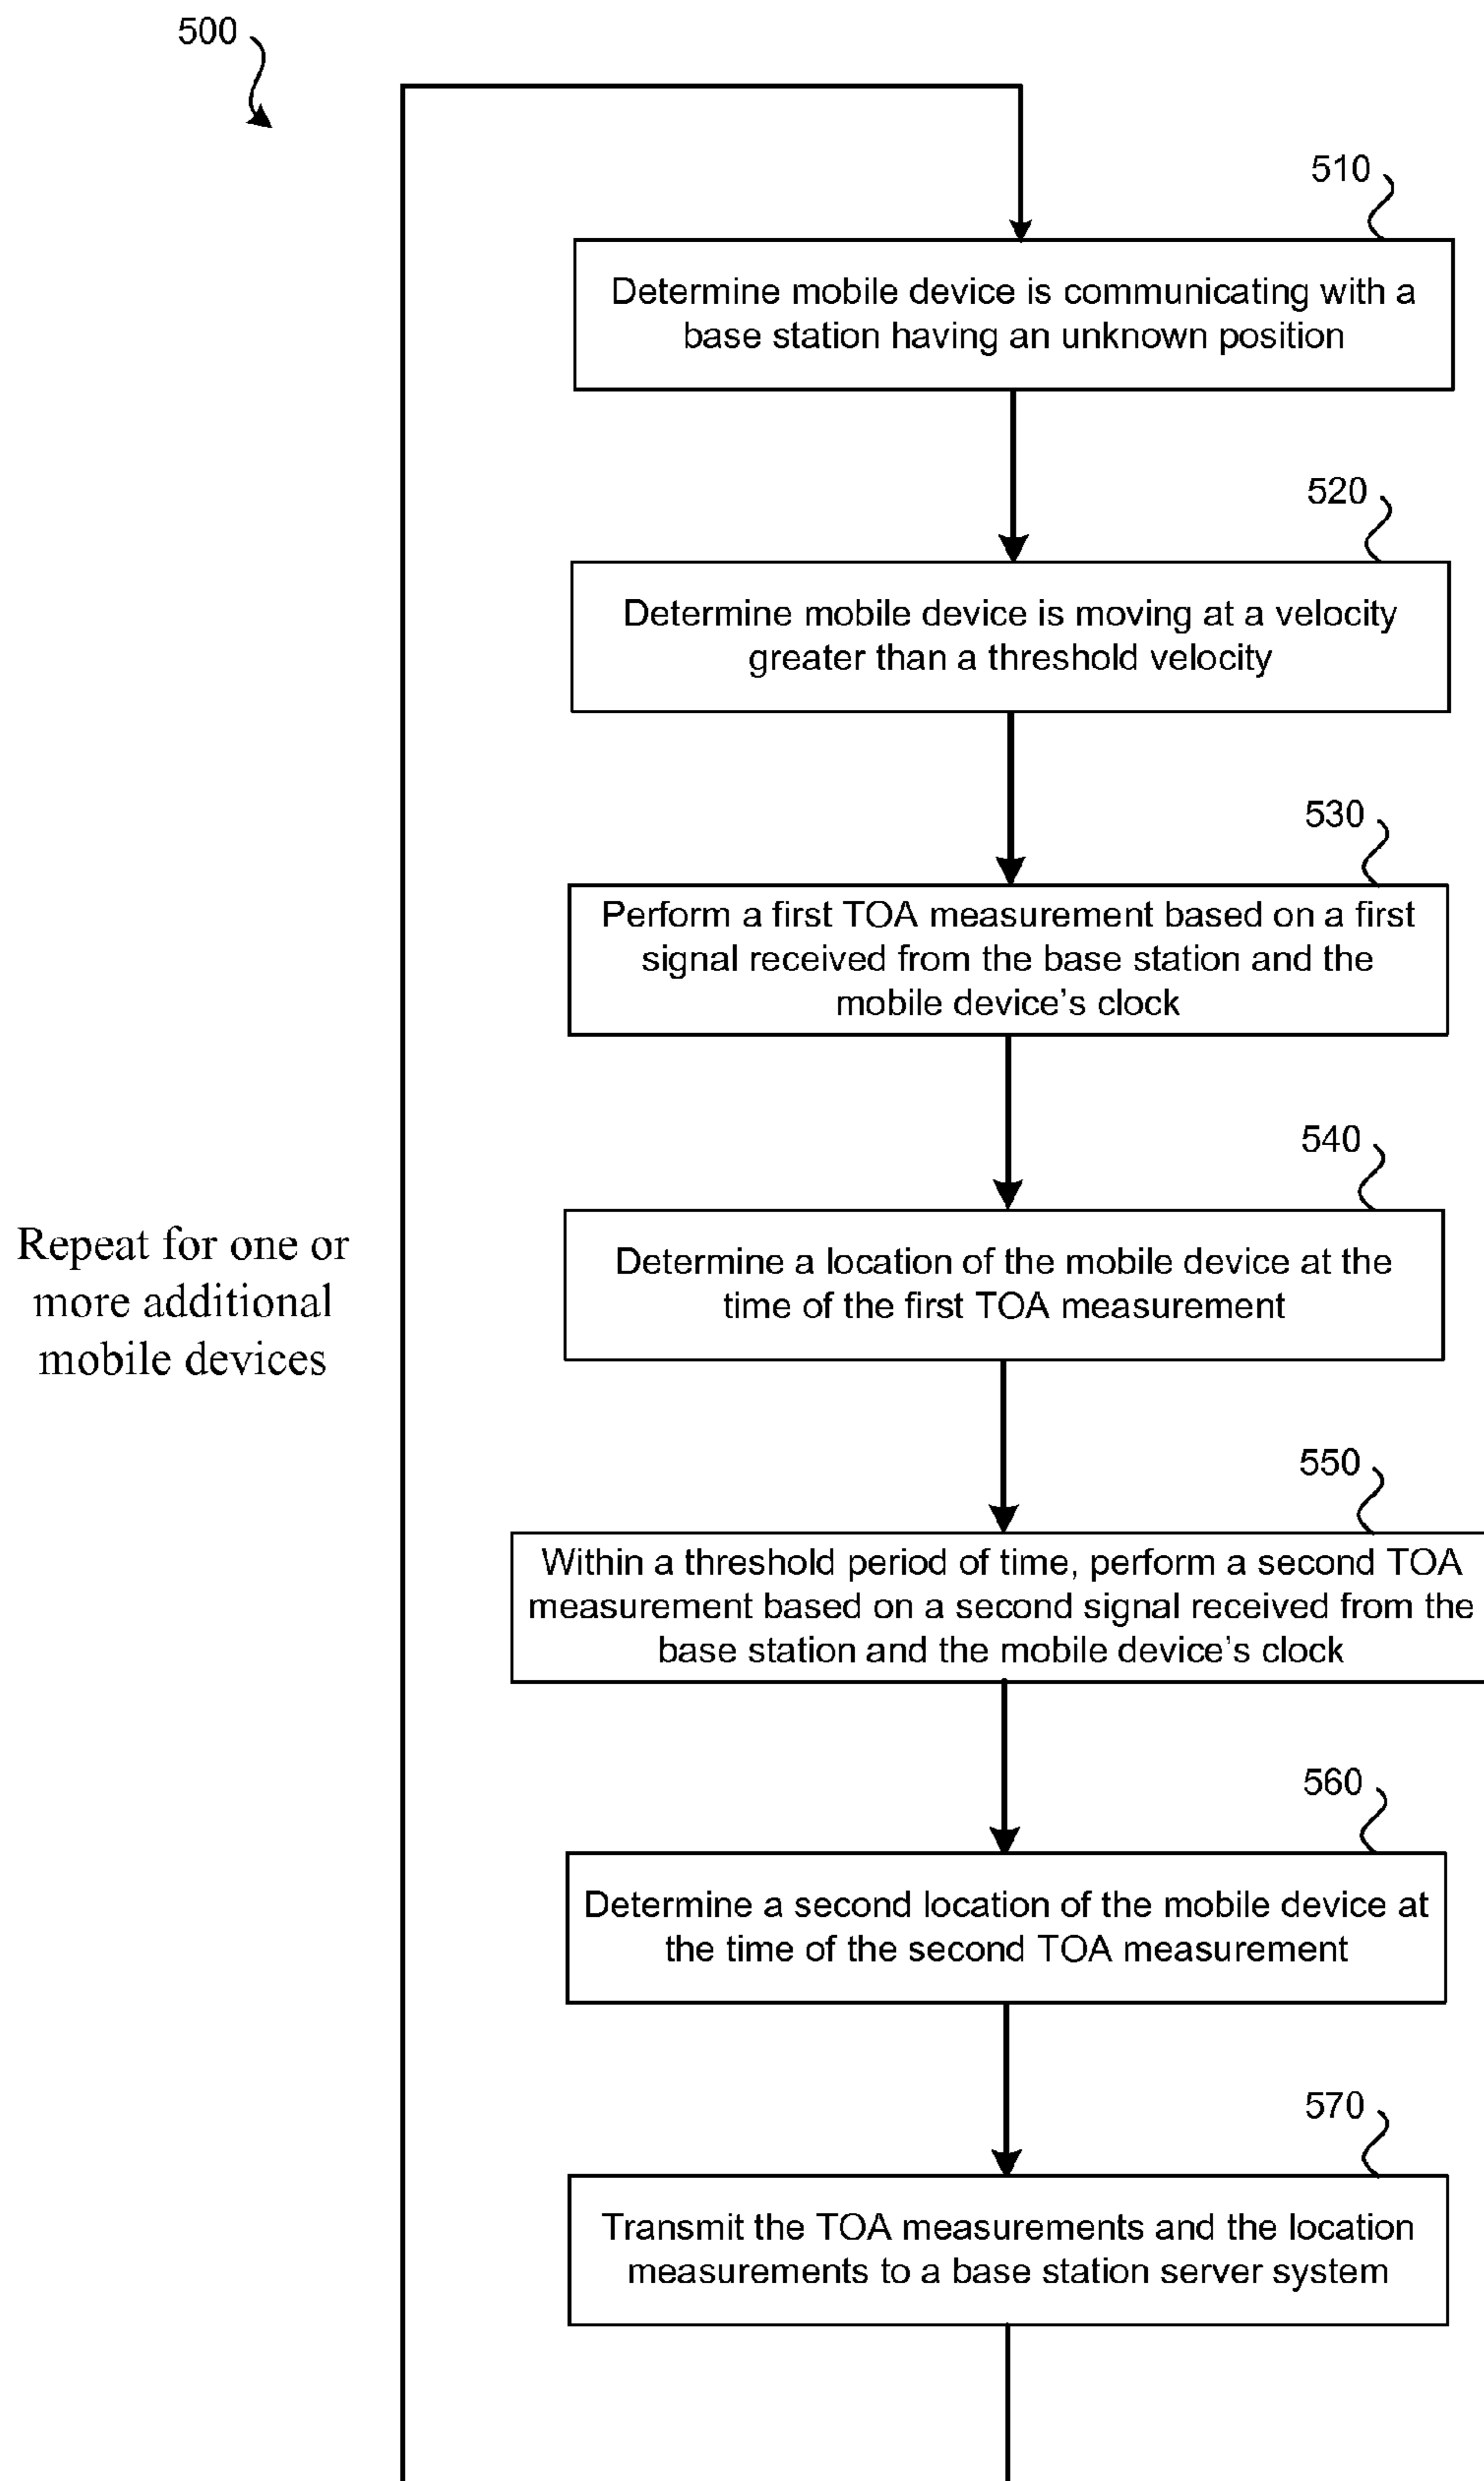 500
510
Determine mobile device is communicating with a
base station having an unknown position
520
Determine mobile device is moving at a velocity
greater than a threshold velocity
530
Perform a first TOA measurement based on a first
signal received from the base station and the
mobile device's clock
540
Determine a location of the mobile device at the
time of the first TOA measurement
Repeat for one or
more additional
mobile devices
550
Within a threshold period of time, perform a second TOA
measurement based on a second signal received from the
base station and the mobile device's clock
560
Determine a second location of the mobile device at
the time of the second TOA measurement
570
Transmit the TOA measurements and the location
measurements to a base station server system